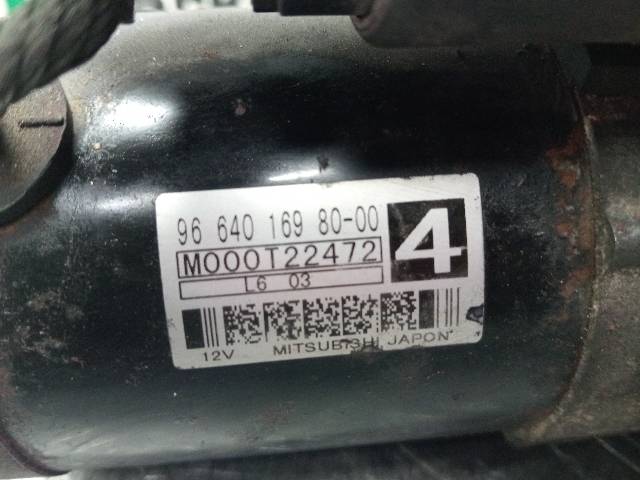 96 640 169 80-00
4
M000T22472
L6 03
12V MITSUBISHI JAPON